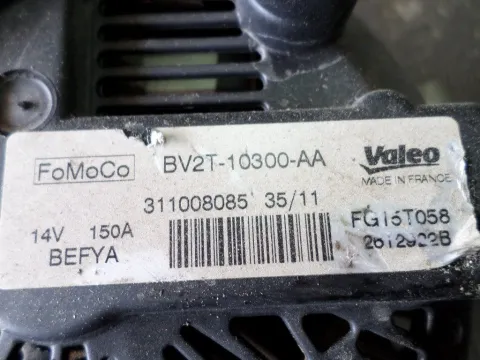 FoMoCo BV2T-10300-AA Valeo
MADE IN FRANCE
311008085 35/11
14V 150A FG15T058
BEFYA